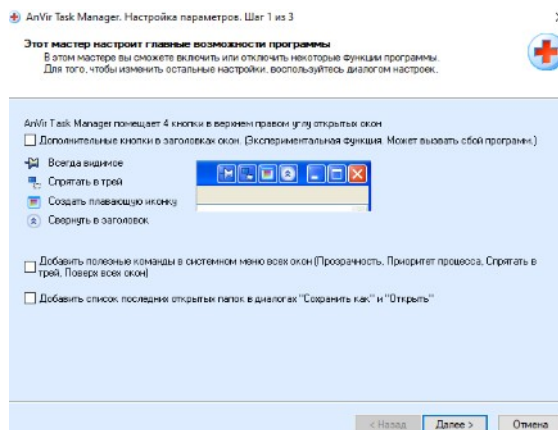 AnVir Task Manager. Настройка параметров. Шаг 1 из 3
Этот мастер настроит главные возможности программы
В этом мастере вы сможете включить или отключить некоторые функции программы.
Для того, чтобы изменить остальные настройки, воспользуйтесь диалогом настроек.
AnVir Task Manager помещает 4 кнопки в верхнем правом углу открытых окон
Дополнительные кнопки в заголовках окон. (Экспериментальная функция. Может вызвать сбой программ.)
Всегда видимое
Спрятать в трей
Создать плавающую иконку
Свернуть в заголовок
Добавить полезные команды в системном меню всех окон (Прозрачность, Приоритет процесса, Спрятать в
трей, Поверх всех окон)
Добавить список последних открытых папок в диалогах "Сохранить как" и "Открыть"
< Назад Далее > Отмена